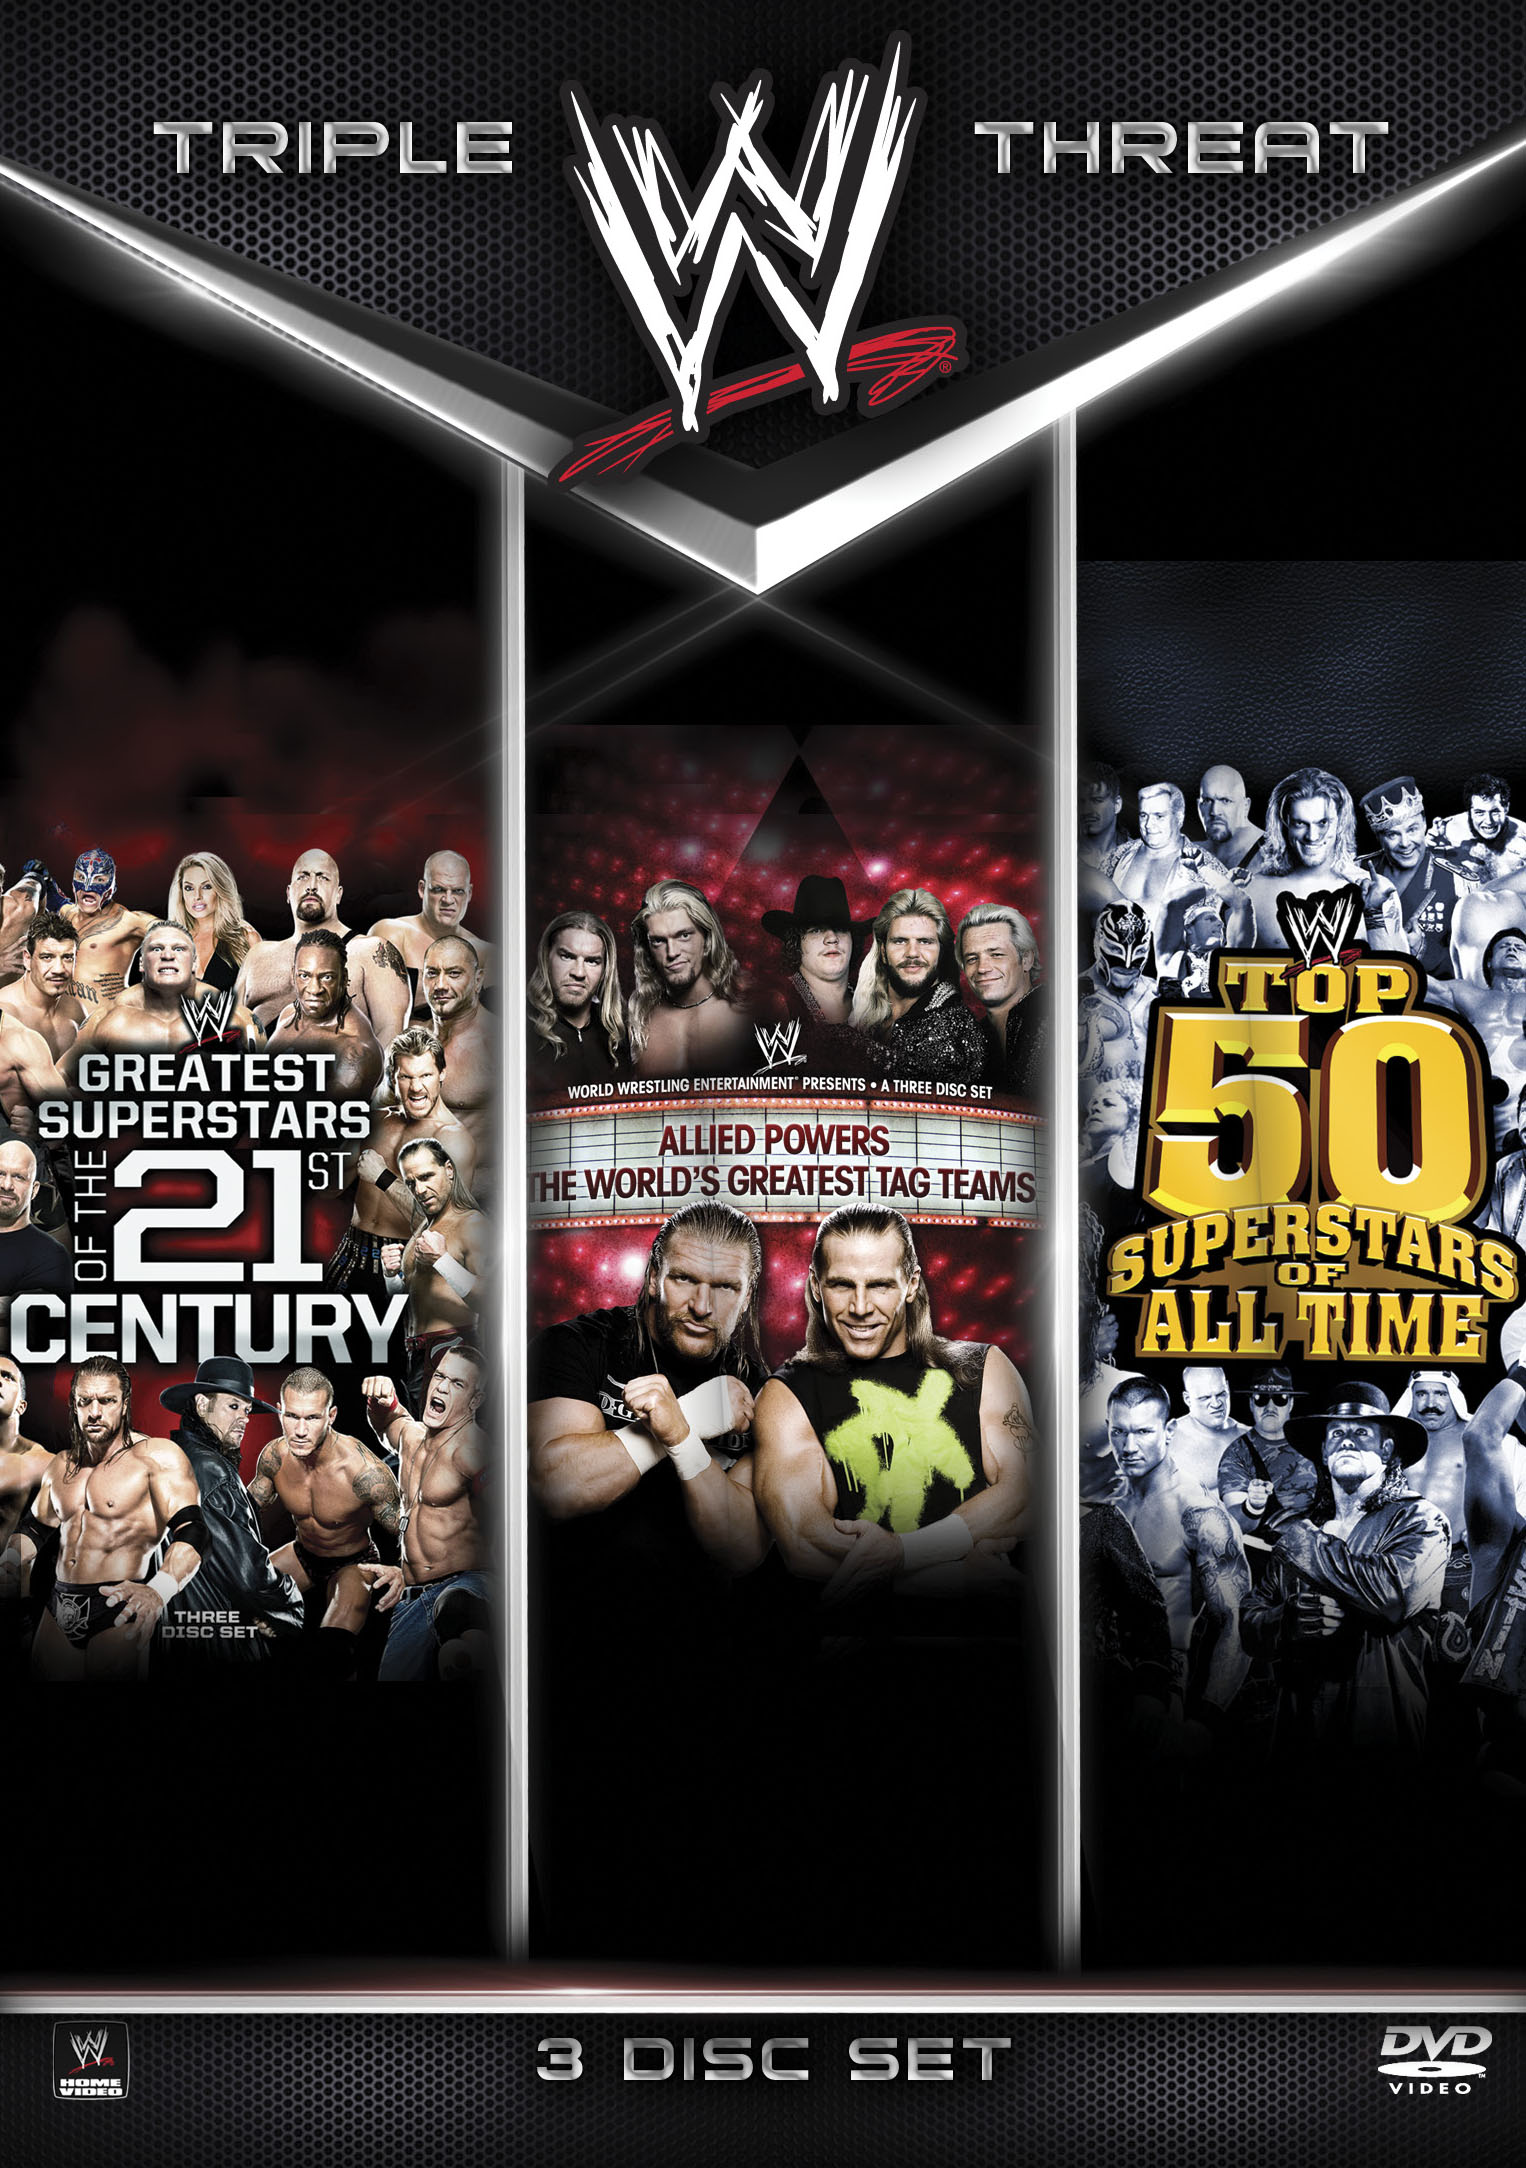 TRIPLE W THREAT
®
W
GREATEST
SUPERSTARS
OF THE
21ST
CENTURY
THREE
DISC SET
W
WORLD WRESTLING ENTERTAINMENT® PRESENTS • A THREE DISC SET
ALLIED POWERS
THE WORLD'S GREATEST TAG TEAMS
W
TOP
50
SUPERSTARS
OF
ALL TIME
W
HOME
VIDEO
3 DISC SET
DVD
VIDEO™